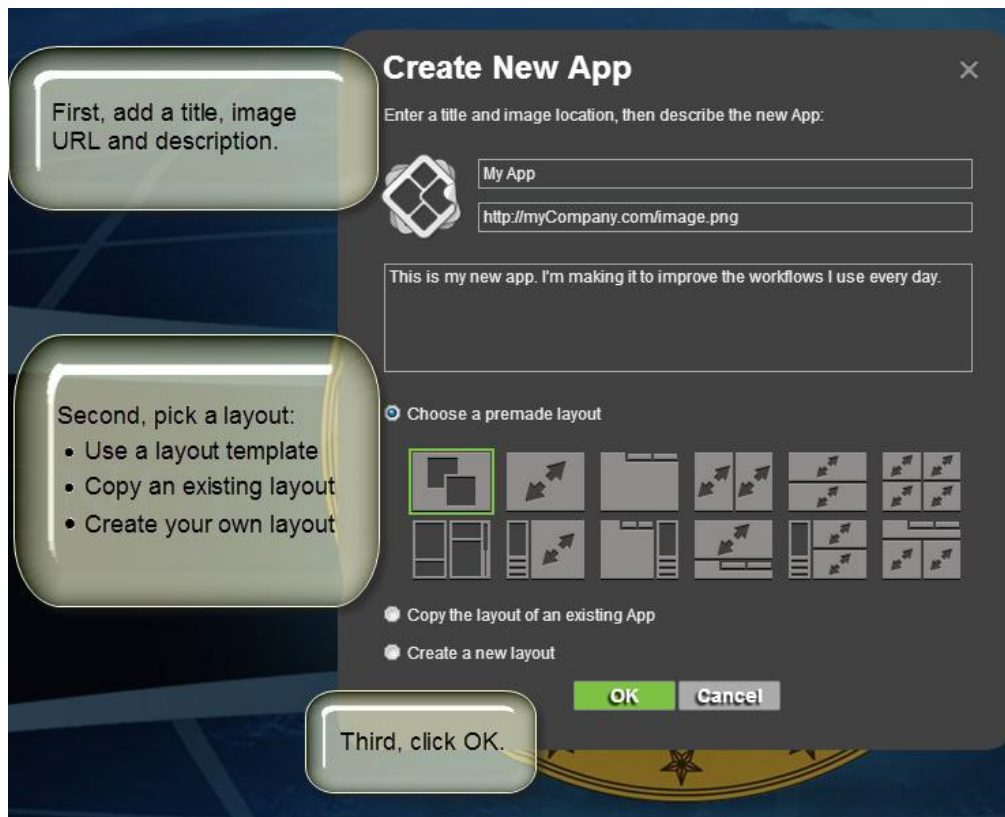 Create New App
First, add a title, image
URL and description.
Enter a title and image location, then describe the new App:
My App
http://myCompany.com/image.png
This is my new app. I'm making it to improve the workflows I use every day.
Second, pick a layout:
• Use a layout template
• Copy an existing layout
• Create your own layout
Choose a premade layout
Copy the layout of an existing App
Create a new layout
OK Cancel
Third, click OK.